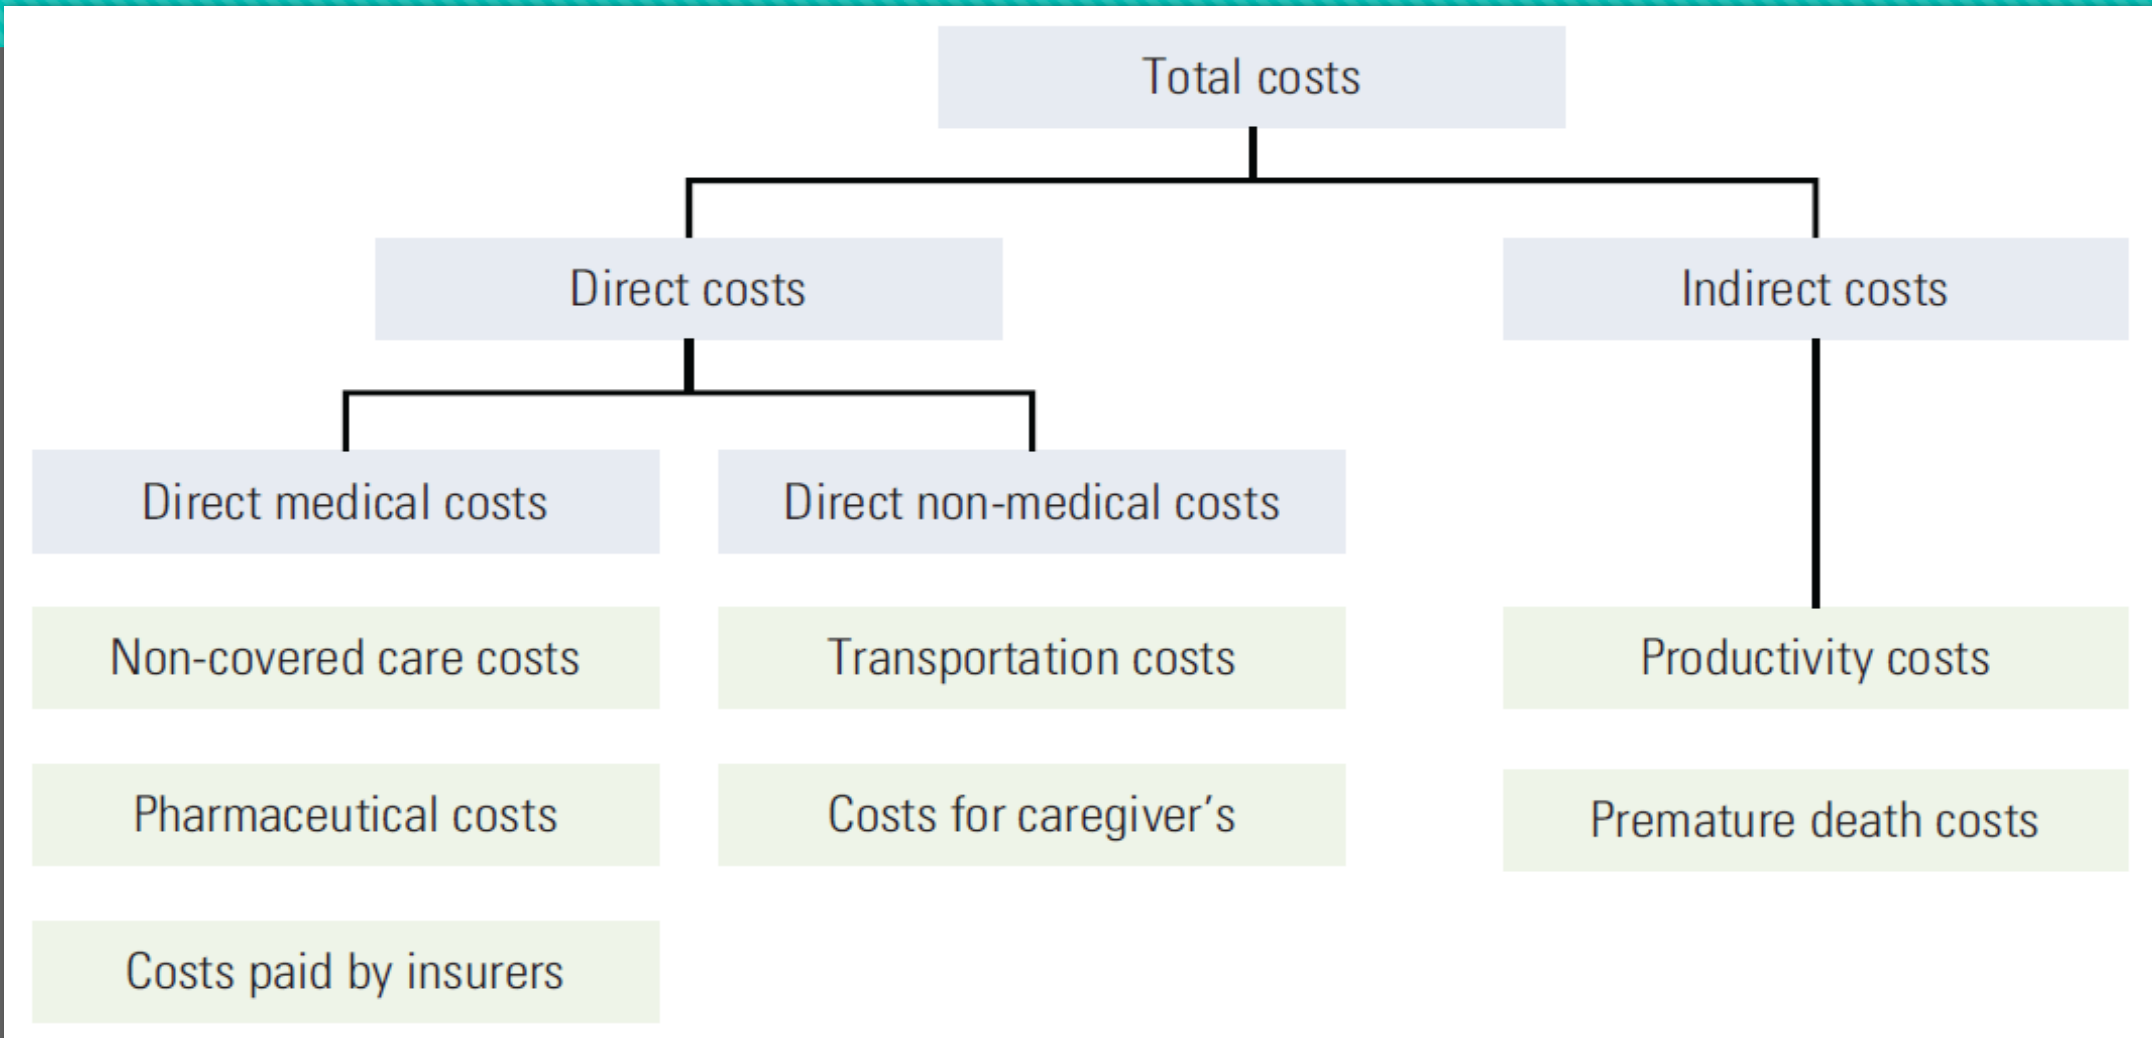 Total costs
Direct costs
Indirect costs
Direct medical costs
Direct non-medical costs
Non-covered care costs
Transportation costs
Productivity costs
Pharmaceutical costs
Costs for caregiver’s
Premature death costs
Costs paid by insurers